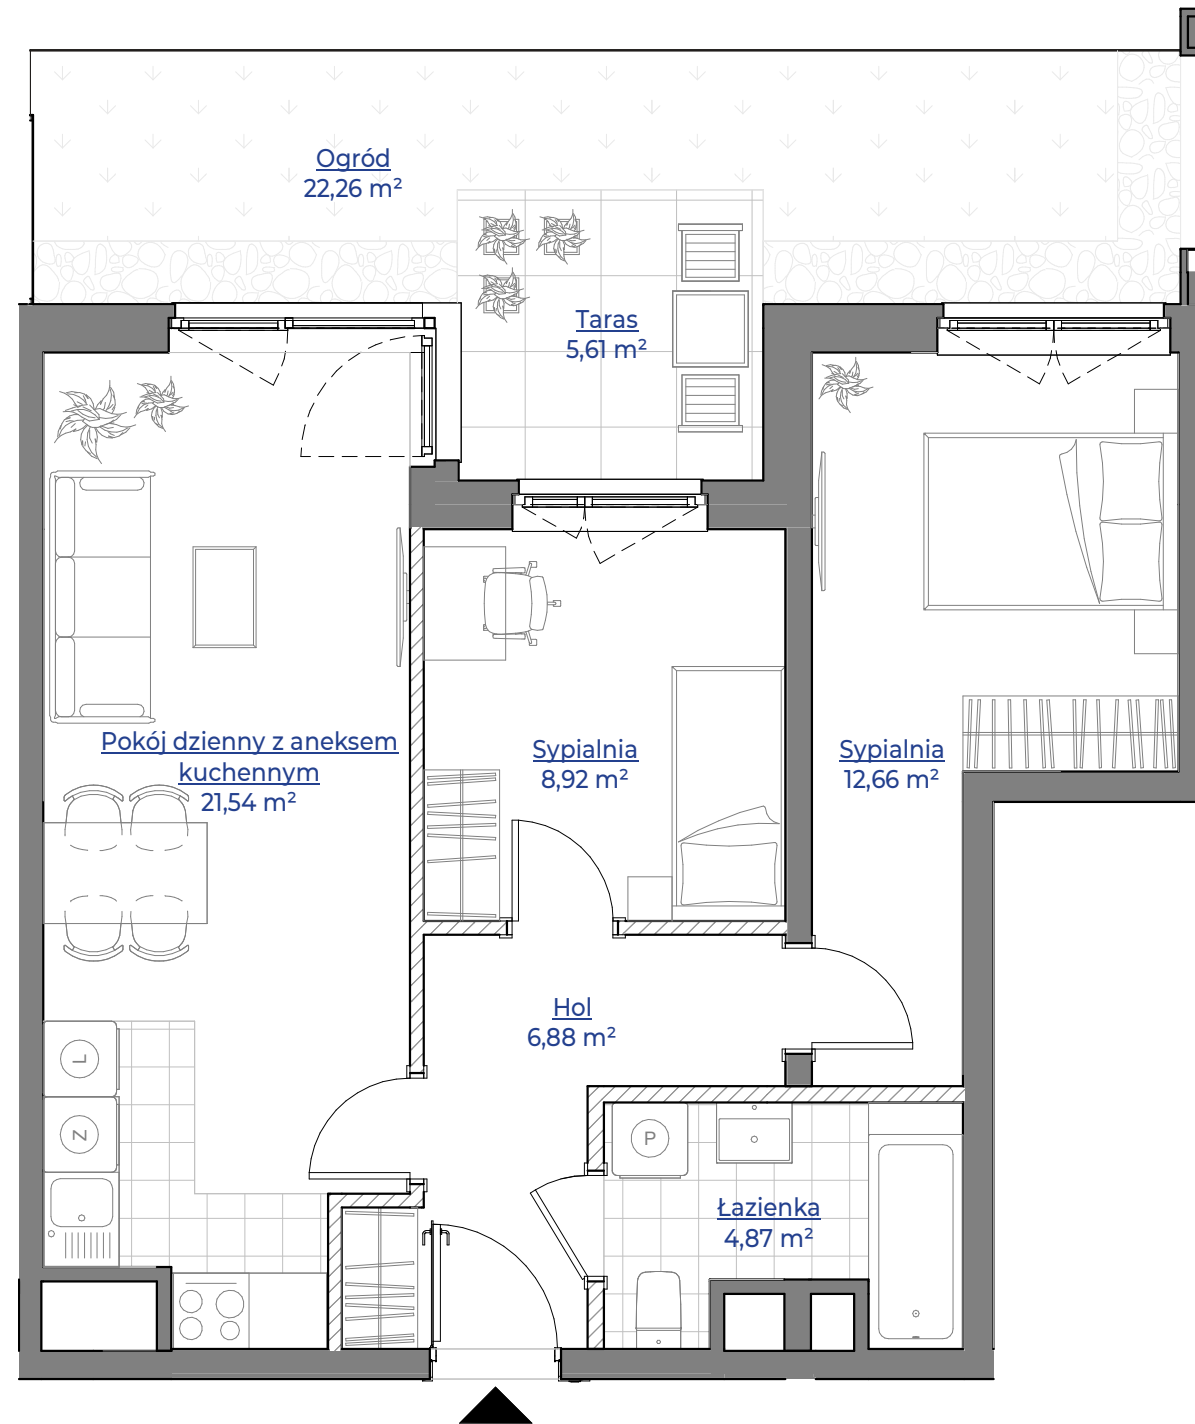 Ogród
22,26 m²
Taras
5,61 m²
Pokój dzienny z aneksem
kuchennym
21,54 m²
Sypialnia
8,92 m²
Sypialnia
12,66 m²
Hol
6,88 m²
L
Z
P
Łazienka
4,87 m²